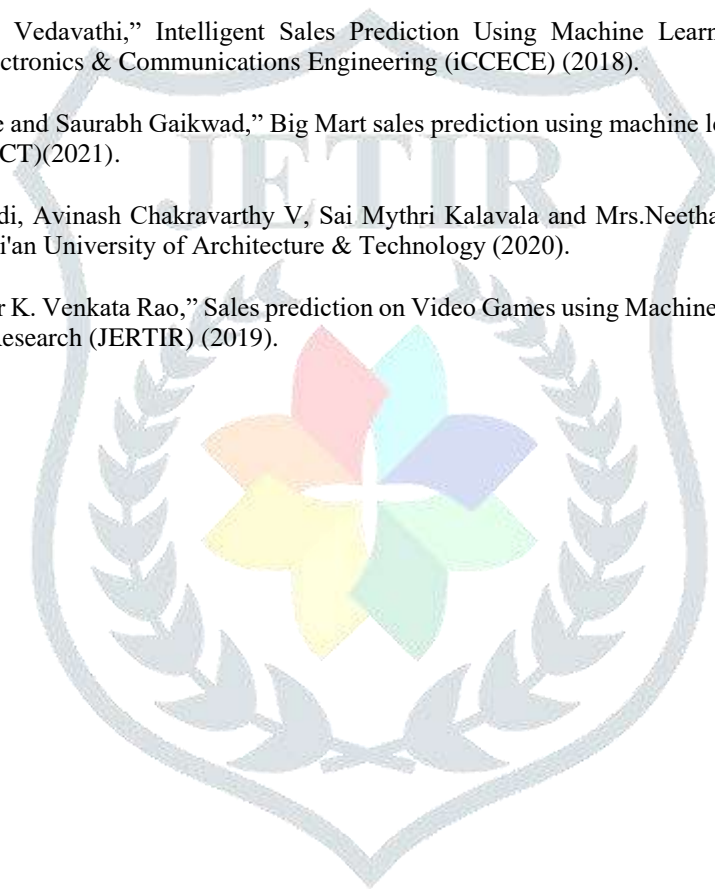 Vedavathi,” Intelligent Sales Prediction Using Machine Learn
ctronics & Communications Engineering (iCCECE) (2018).
e and Saurabh Gaikwad,” Big Mart sales prediction using machine le
CT)(2021).
JETIR
di, Avinash Chakravarthy V, Sai Mythri Kalavala and Mrs.Neetha
i'an University of Architecture & Technology (2020).
r K. Venkata Rao,” Sales prediction on Video Games using Machine
Research (JERTIR) (2019).